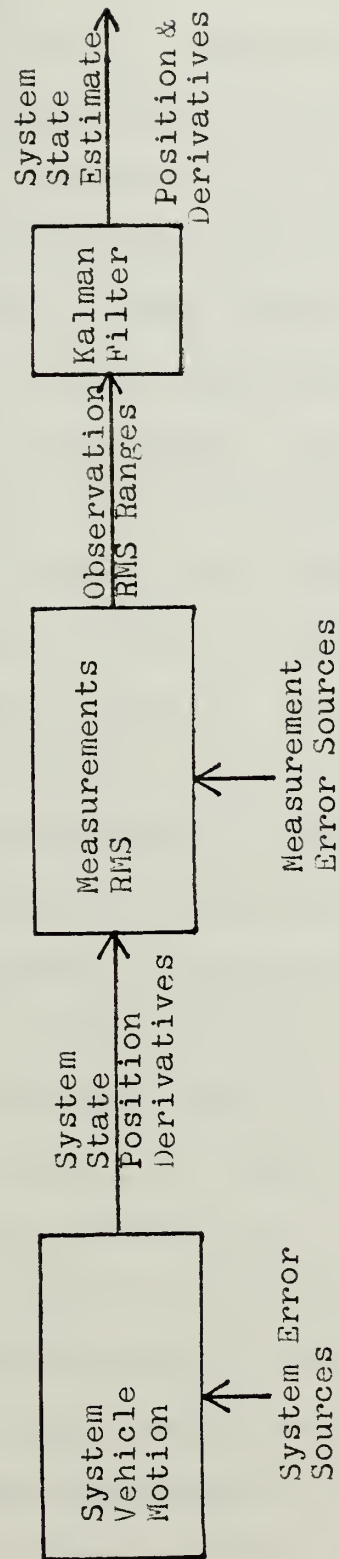 System
Vehicle
Motion
System Error
Sources
System
State
Position
Derivatives
Measurements
RMS
Measurement
Error Sources
Observation
RMS Ranges
Kalman
Filter
System
State
Estimate
Position &
Derivatives